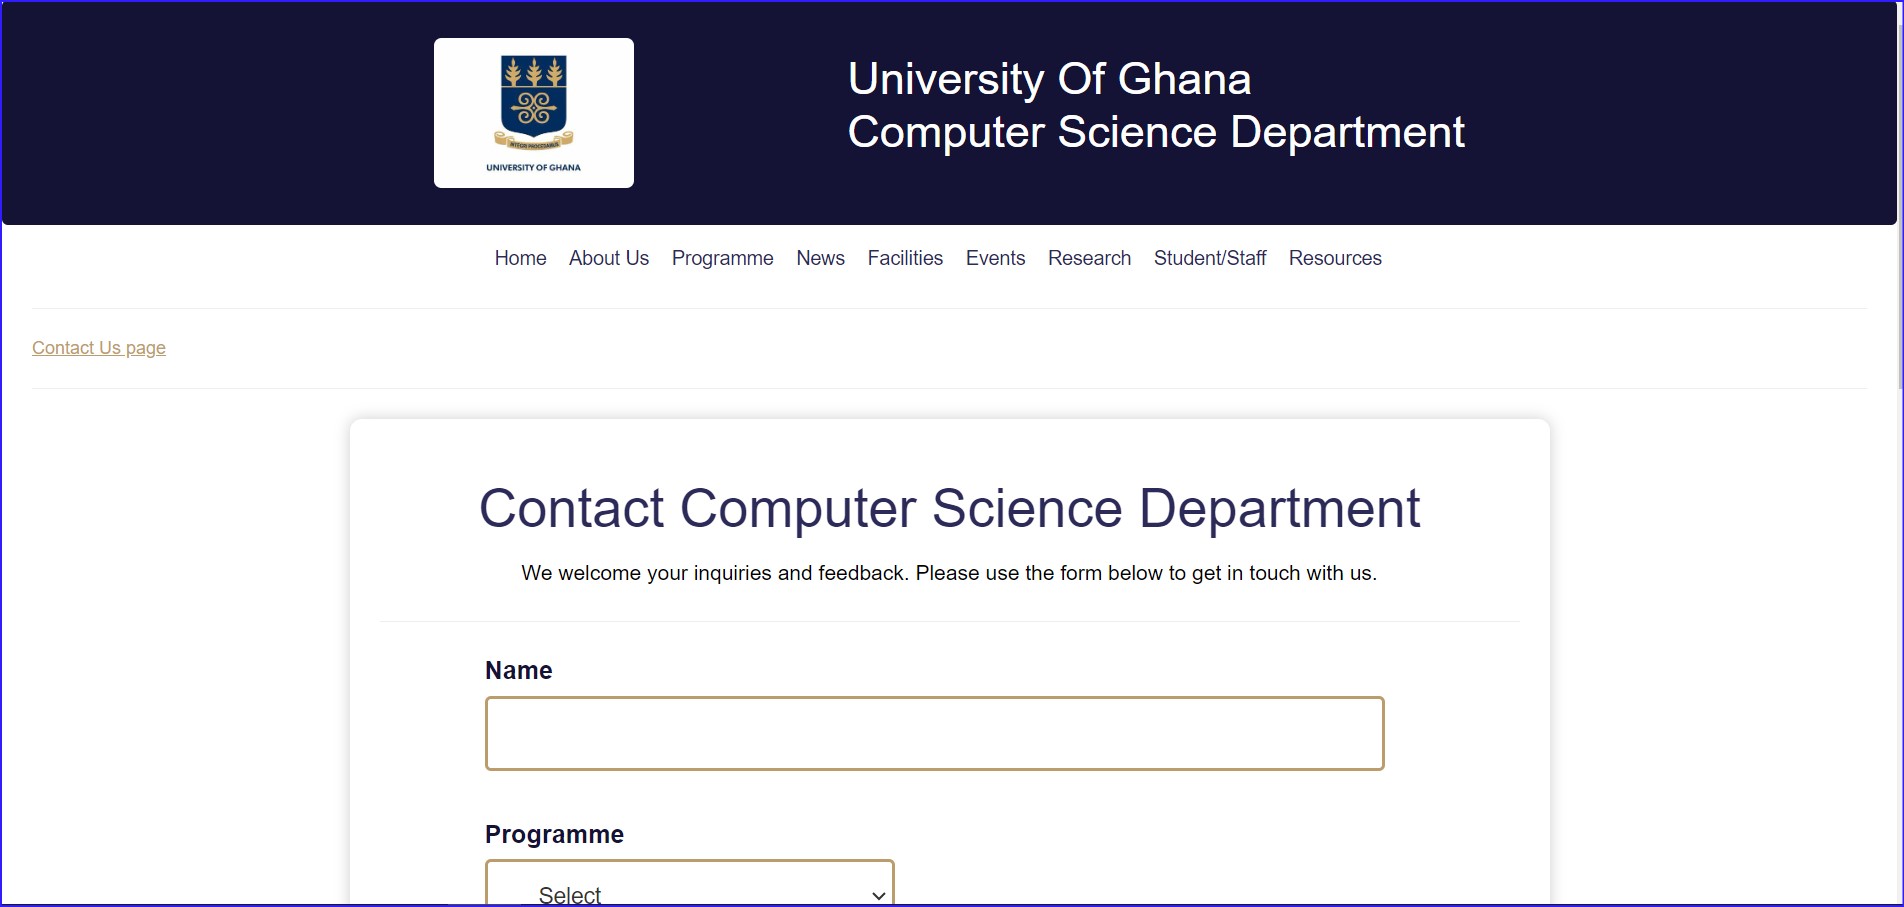 INTEGRI PROCEDAMUS
UNIVERSITY OF GHANA
University Of Ghana
Computer Science Department
Home About Us Programme News Facilities Events Research Student/Staff Resources
Contact Us page
Contact Computer Science Department
We welcome your inquiries and feedback. Please use the form below to get in touch with us.
Name
Programme
Select